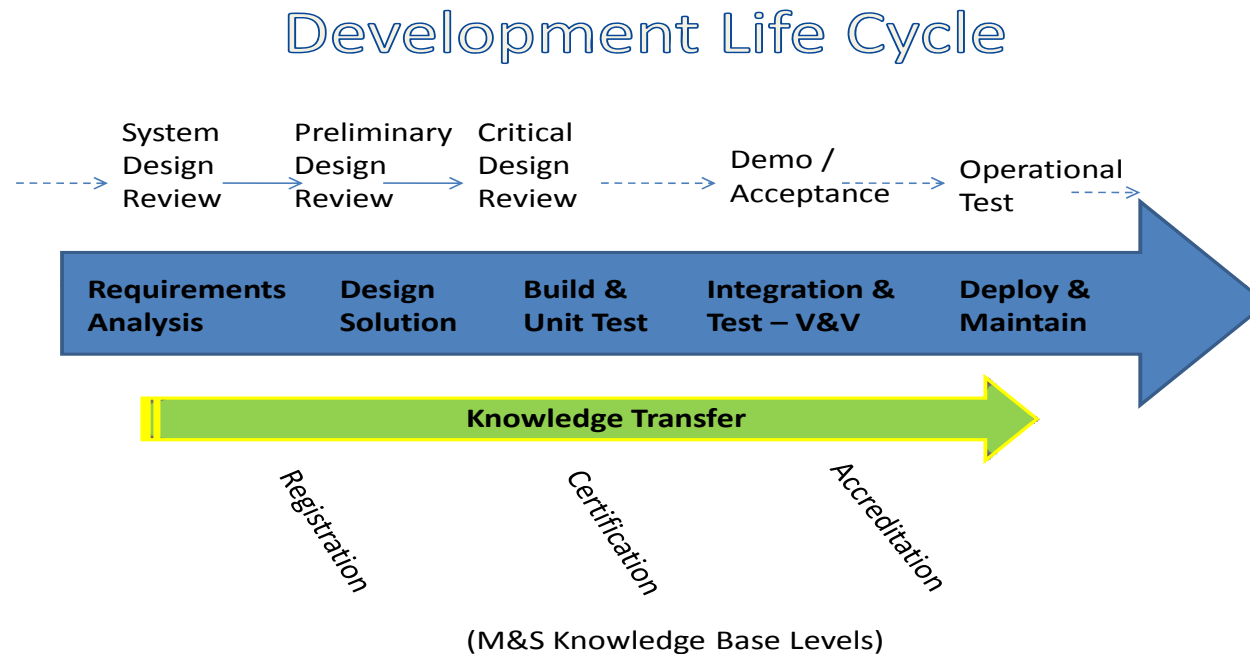 Development Life Cycle
System
Design
Review
Preliminary
Design
Review
Critical
Design
Review
Demo /
Acceptance
Operational
Test
Requirements
Analysis
Design
Solution
Build &
Unit Test
Integration &
Test – V&V
Deploy &
Maintain
Knowledge Transfer
Registration
Certification
Accreditation
(M&S Knowledge Base Levels)